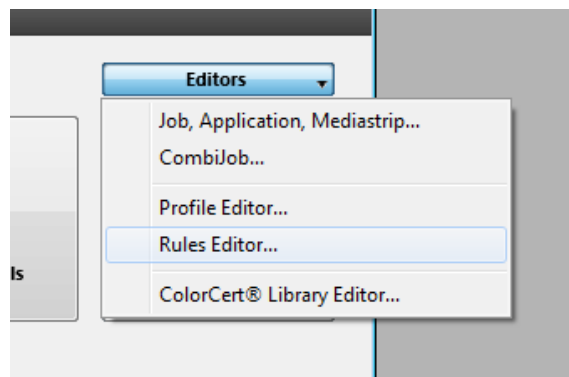 Editors
Job, Application, Mediastrip...
CombiJob...
Profile Editor...
Rules Editor...
ls
ColorCert® Library Editor...